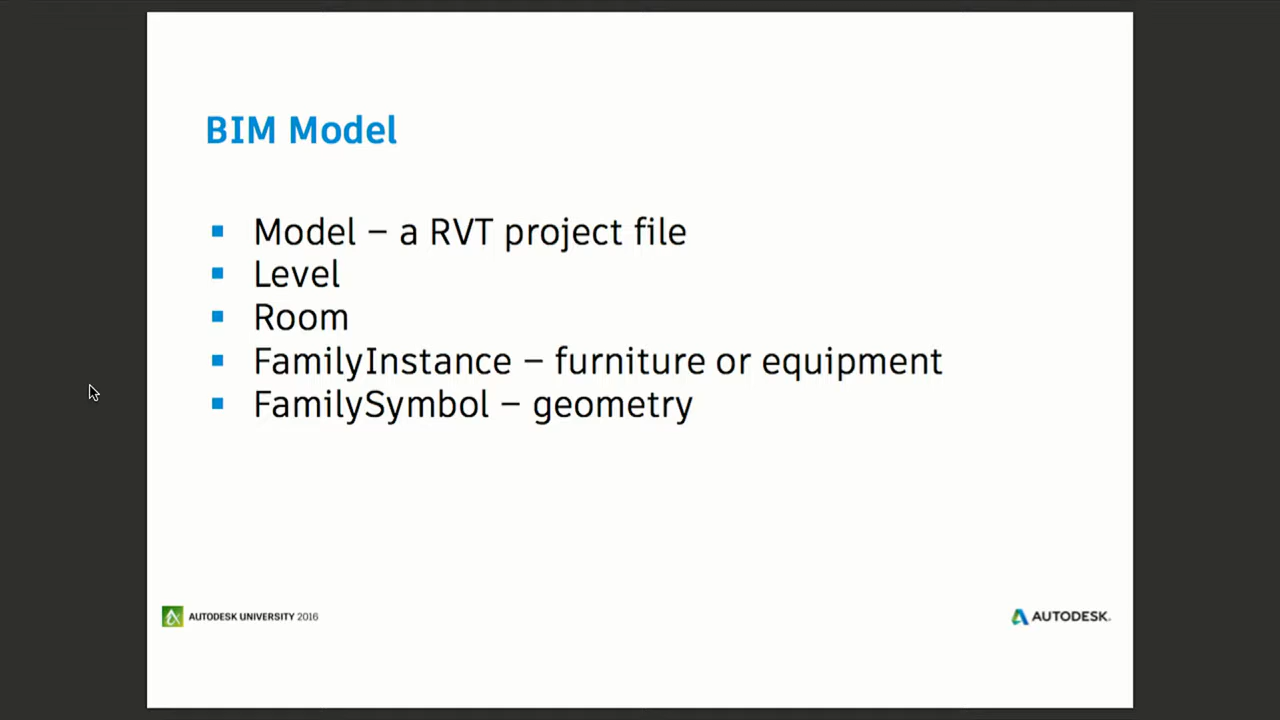 BIM Model
▪ Model – a RVT project file
▪ Level
▪ Room
▪ FamilyInstance – furniture or equipment
▪ FamilySymbol – geometry
AUTODESK UNIVERSITY 2016
AUTODESK.